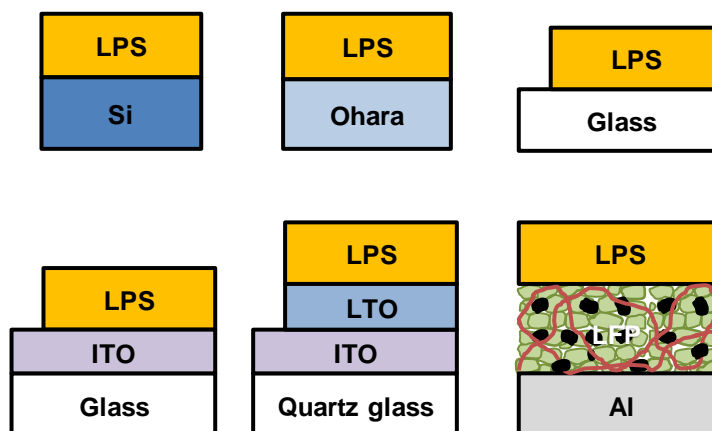 LPS
Si
LPS
Ohara
LPS
Glass
LPS
ITO
Glass
LPS
LTO
ITO
Quartz glass
LPS
LFP
Al